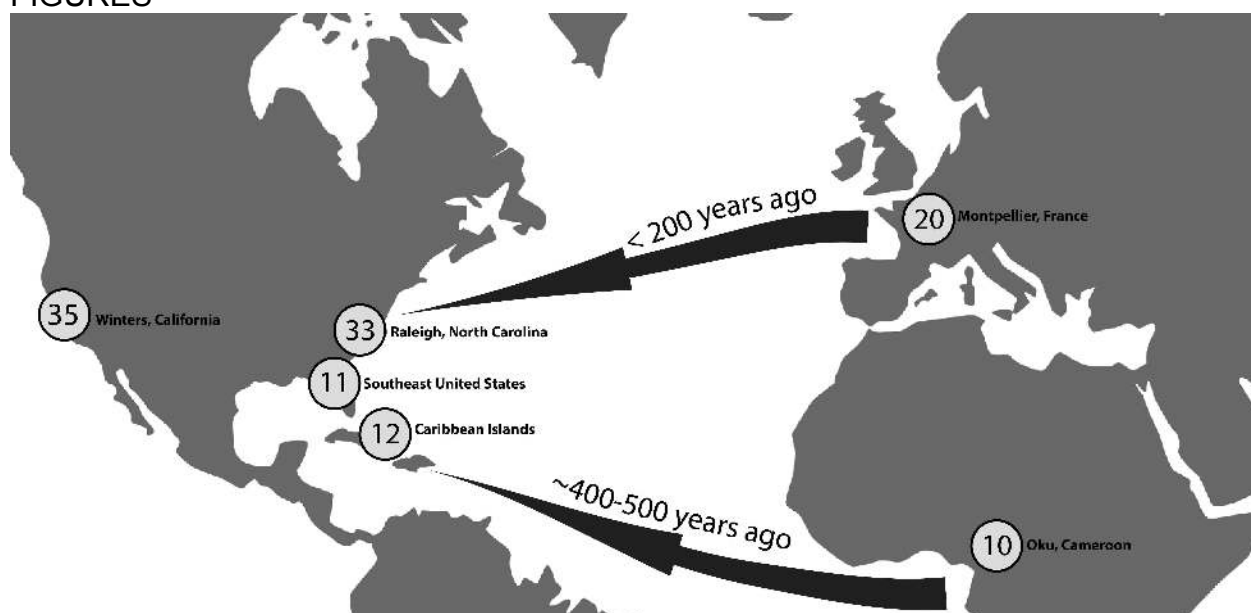 FIGURES
< 200 years ago
20 Montpellier, France
35 Winters, California
33 Raleigh, North Carolina
11 Southeast United States
12 Caribbean Islands
~400-500 years ago
10 Oku, Cameroon